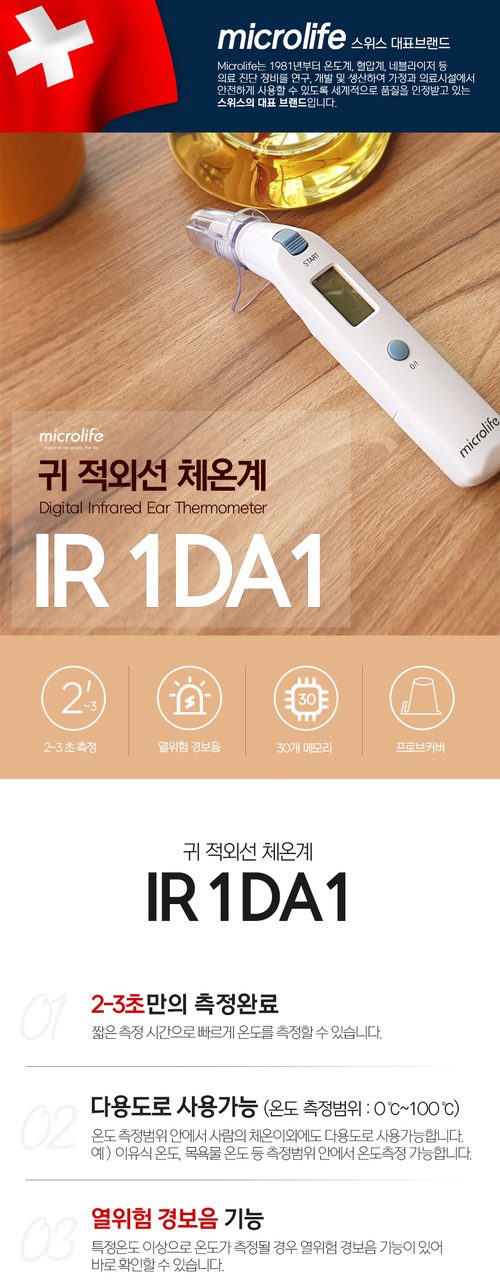 microlife 스위스 대표브랜드
Microlife는 1981년부터 온도계, 혈압계, 네블라이저 등
의료 진단 장비를 연구, 개발 및 생산하여 가정과 의료시설에서
안전하게 사용할 수 있도록 세계적으로 품질을 인정받고 있는
스위스의 대표 브랜드입니다.
START
0/1
microlife
microlife
귀 적외선 체온계
Digital Infrared Ear Thermometer
IR 1DA1
2'~3
30
2~3 초 측정
열위험 경보음
30개 메모리
프로브커버
귀 적외선 체온계
IR 1DA1
01
2-3초만의 측정완료
짧은 측정 시간으로 빠르게 온도를 측정할 수 있습니다.
02
다용도로 사용가능 (온도 측정범위 : 0℃~100℃)
온도 측정범위 안에서 사람의 체온이외에도 다용도로 사용가능합니다.
예 ) 이유식 온도, 목욕물 온도 등 측정범위 안에서 온도측정 가능합니다.
03
열위험 경보음 기능
특정온도 이상으로 온도가 측정될 경우 열위험 경보음 기능이 있어
바로 확인할 수 있습니다.